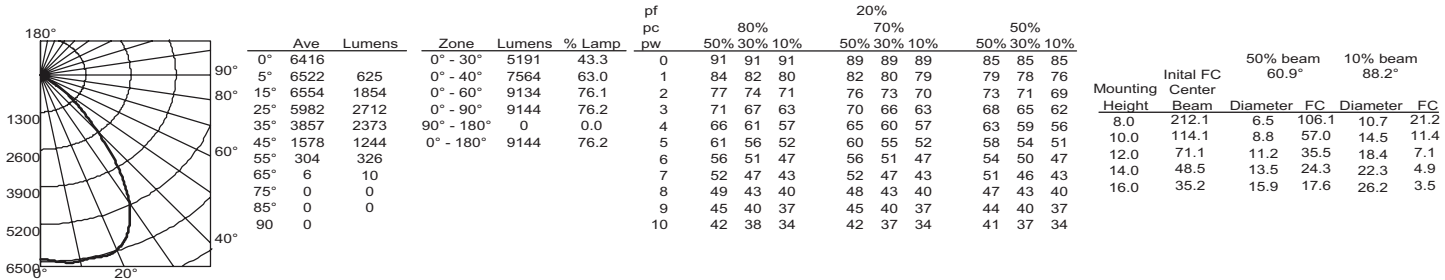 180°
90°
80°
60°
40°
20°
0°
1300
2600
3900
5200
6500
Ave Lumens
0° 6416
5° 6522 625
15° 6554 1854
25° 5982 2712
35° 3857 2373
45° 1578 1244
55° 304 326
65° 6 10
75° 0 0
85° 0 0
90 0
Zone Lumens % Lamp
0° - 30° 5191 43.3
0° - 40° 7564 63.0
0° - 60° 9134 76.1
0° - 90° 9144 76.2
90° - 180° 0 0.0
0° - 180° 9144 76.2
pf 20%
pc 80% 70% 50%
pw 50% 30% 10% 50% 30% 10% 50% 30% 10%
0 91 91 91 89 89 89 85 85 85
1 84 82 80 82 80 79 79 78 76
2 77 74 71 76 73 70 73 71 69
3 71 67 63 70 66 63 68 65 62
4 66 61 57 65 60 57 63 59 56
5 61 56 52 60 55 52 58 54 51
6 56 51 47 56 51 47 54 50 47
7 52 47 43 52 47 43 51 46 43
8 49 43 40 48 43 40 47 43 40
9 45 40 37 45 40 37 44 40 37
10 42 38 34 42 37 34 41 37 34
50% beam 10% beam
60.9° 88.2°
Inital FC
Mounting Center
Height Beam Diameter FC Diameter FC
8.0 212.1 6.5 106.1 10.7 21.2
10.0 114.1 8.8 57.0 14.5 11.4
12.0 71.1 11.2 35.5 18.4 7.1
14.0 48.5 13.5 24.3 22.3 4.9
16.0 35.2 15.9 17.6 26.2 3.5